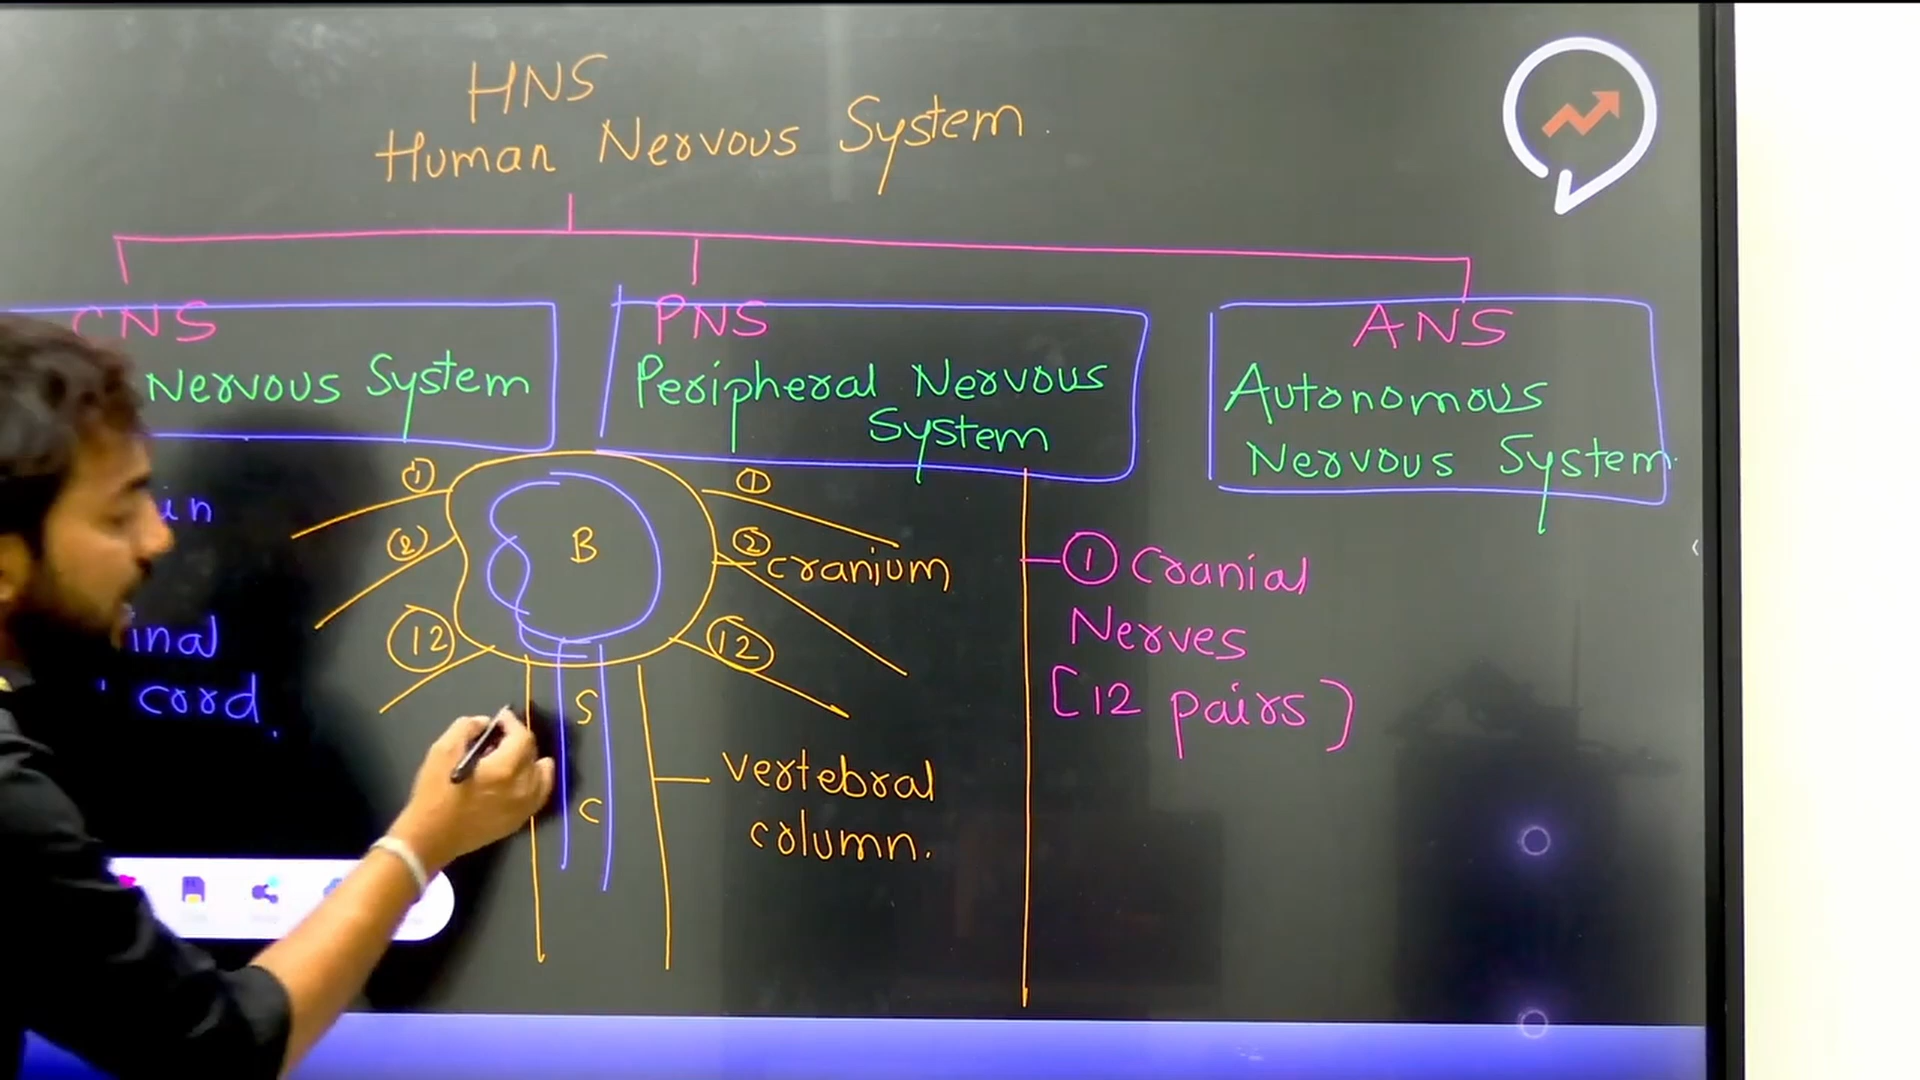 HNS
Human Nervous System.
CNS
Nervous System
PNS
Peripheral Nervous
System
ANS
Autonomous
Nervous System.
cord.
1
2
12
B
S
C
1
2
12
cranium
vertebral
column.
① Cranial
Nerves
[12 pairs]